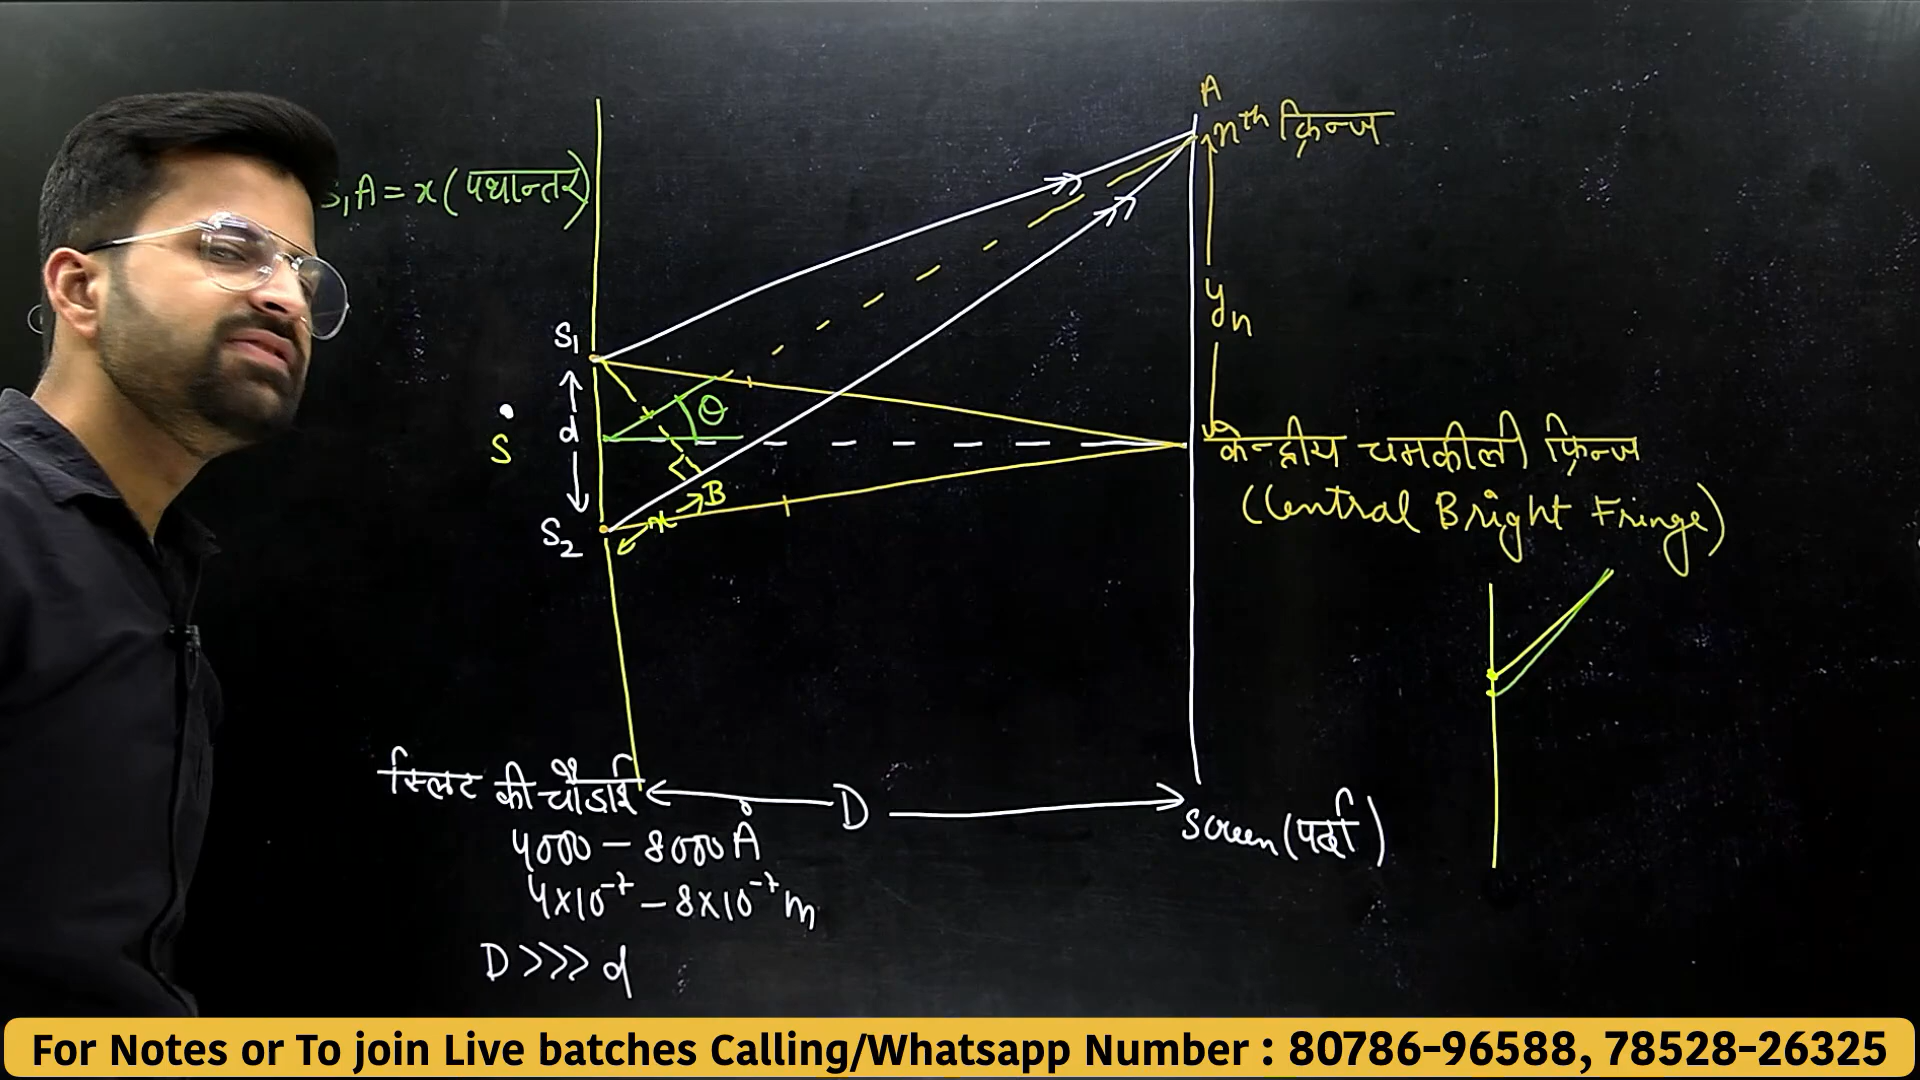 A
nth फ्रिन्ज
S₁A = x (पथान्तर)
yn
S₁
θ
d
S
केन्द्रीय चमकीली फ्रिन्ज
(Central Bright Fringe)
B
x
S₂
स्लिट की चौडाई
D
screen (पर्दा)
4000 – 8000 Å
4×10⁻⁷ – 8×10⁻⁷ m
D >>> d
For Notes or To join Live batches Calling/Whatsapp Number : 80786-96588, 78528-26325